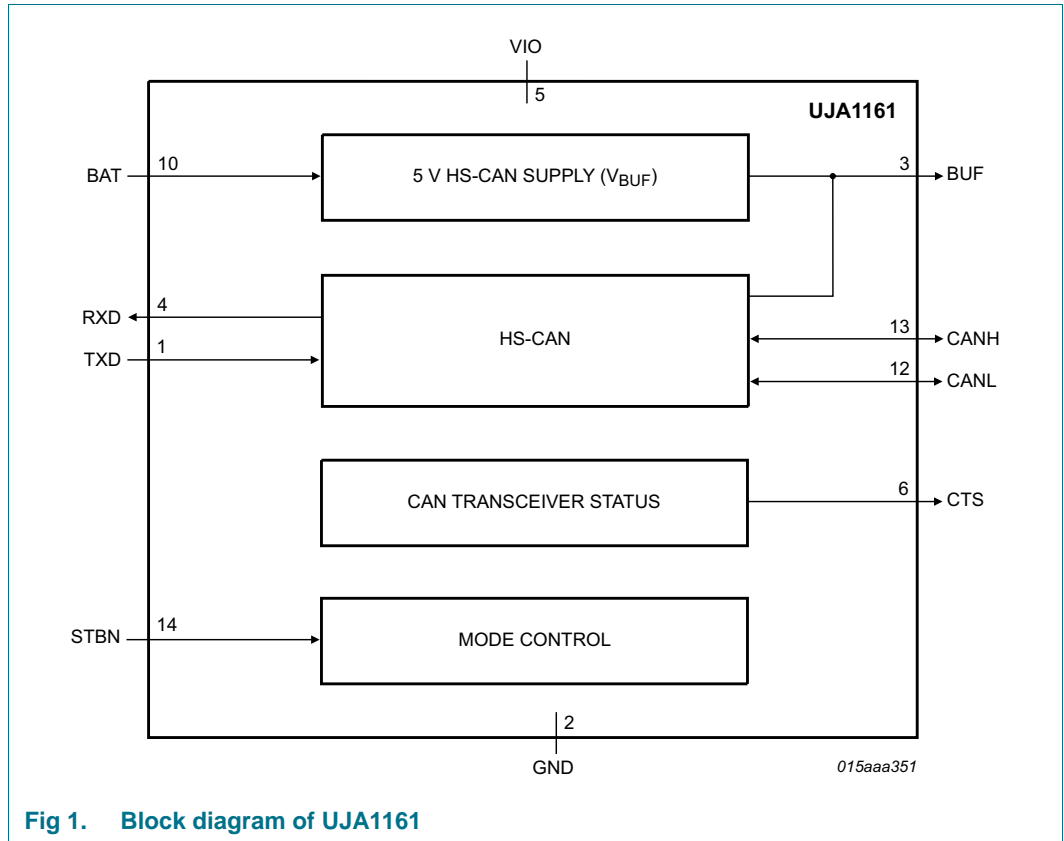 VIO
5
UJA1161
BAT
10
5 V HS-CAN SUPPLY (VBUF)
3
BUF
RXD
4
HS-CAN
TXD
1
13
CANH
12
CANL
CAN TRANSCEIVER STATUS
6
CTS
STBN
14
MODE CONTROL
2
GND
015aaa351
Fig 1. Block diagram of UJA1161